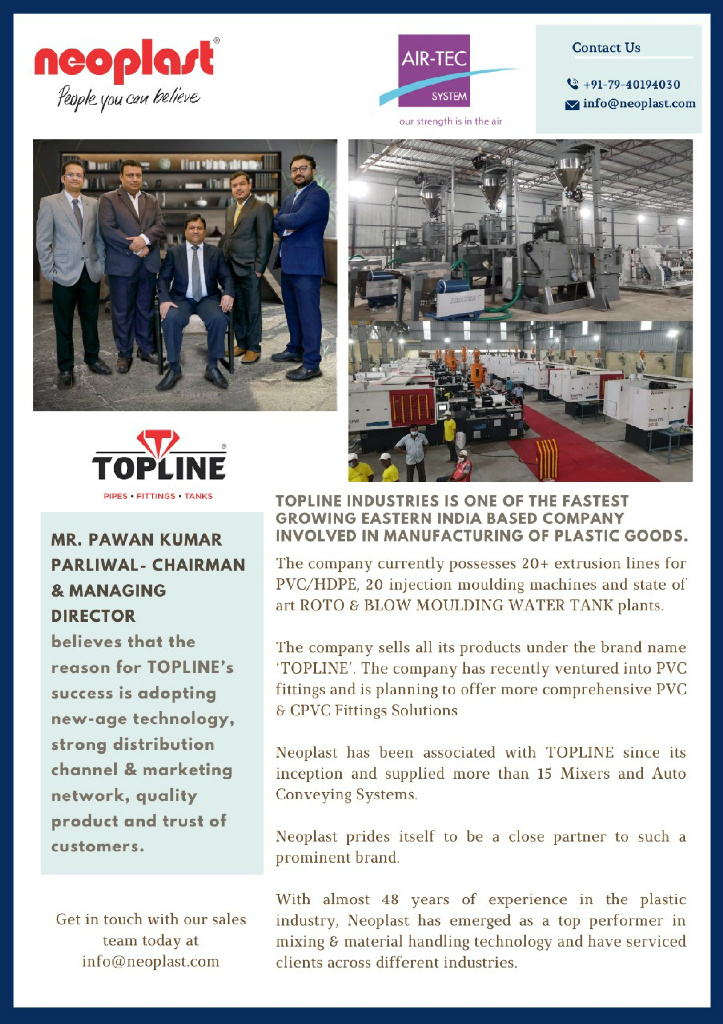 neoplast®
People you can believe
AIR-TEC
SYSTEM
our strength is in the air
Contact Us
+91-79-40194030
info@neoplast.com
TOPLINE®
PIPES • FITTINGS • TANKS
MR. PAWAN KUMAR
PARLIWAL- CHAIRMAN
& MANAGING
DIRECTOR
believes that the
reason for TOPLINE's
success is adopting
new-age technology,
strong distribution
channel & marketing
network, quality
product and trust of
customers.
Get in touch with our sales
team today at
info@neoplast.com
TOPLINE INDUSTRIES IS ONE OF THE FASTEST
GROWING EASTERN INDIA BASED COMPANY
INVOLVED IN MANUFACTURING OF PLASTIC GOODS.
The company currently possesses 20+ extrusion lines for
PVC/HDPE, 20 injection moulding machines and state of
art ROTO & BLOW MOULDING WATER TANK plants.
The company sells all its products under the brand name
‘TOPLINE’. The company has recently ventured into PVC
fittings and is planning to offer more comprehensive PVC
& CPVC Fittings Solutions
Neoplast has been associated with TOPLINE since its
inception and supplied more than 15 Mixers and Auto
Conveying Systems.
Neoplast prides itself to be a close partner to such a
prominent brand.
With almost 48 years of experience in the plastic
industry, Neoplast has emerged as a top performer in
mixing & material handling technology and have serviced
clients across different industries.